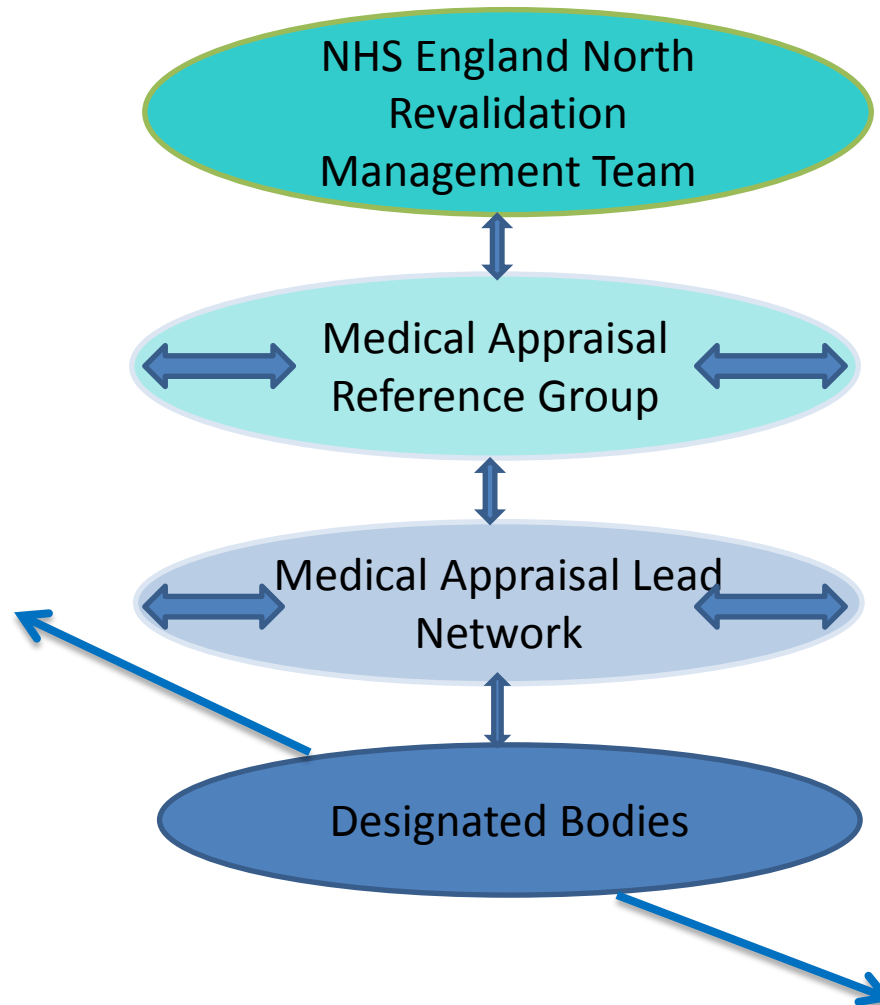 NHS England North
Revalidation
Management Team
Medical Appraisal
Reference Group
Medical Appraisal Lead
Network
Designated Bodies